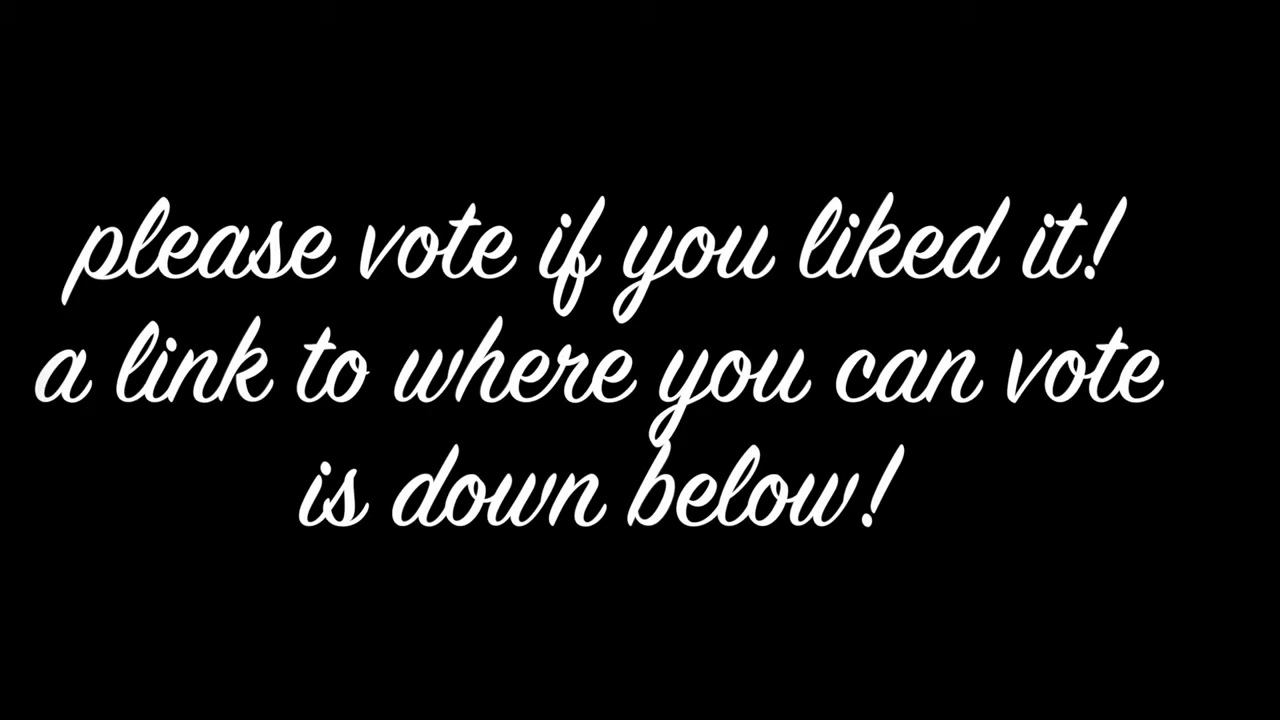 please vote if you liked it!
a link to where you can vote
is down below!